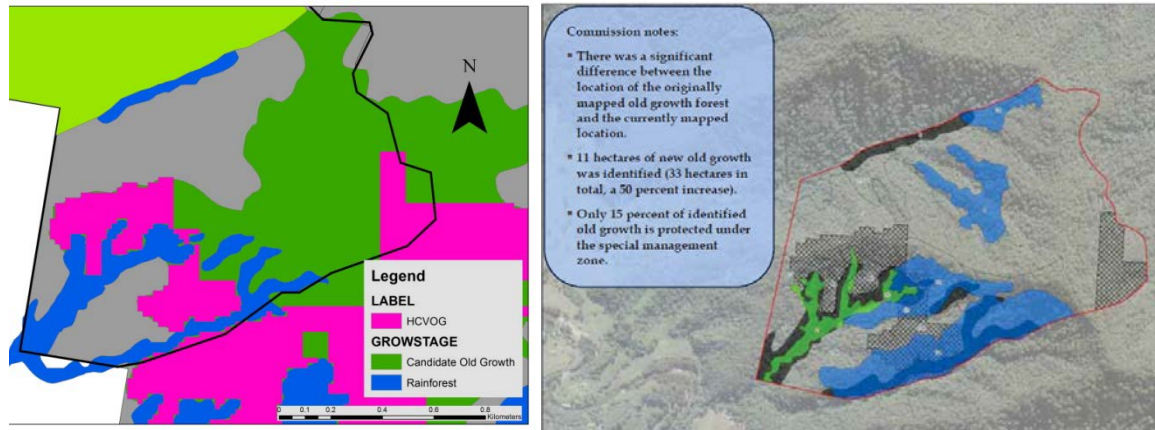 N
Legend
LABEL
HCVOG
GROWSTAGE
Candidate Old Growth
Rainforest
0 0.1 0.2 0.4 0.6 0.8
Kilometers
Commission notes:
▪ There was a significant
difference between the
location of the originally
mapped old growth forest
and the currently mapped
location.
▪ 11 hectares of new old growth
was identified (33 hectares in
total, a 50 percent increase).
▪ Only 15 percent of identified
old growth is protected under
the special management
zone.